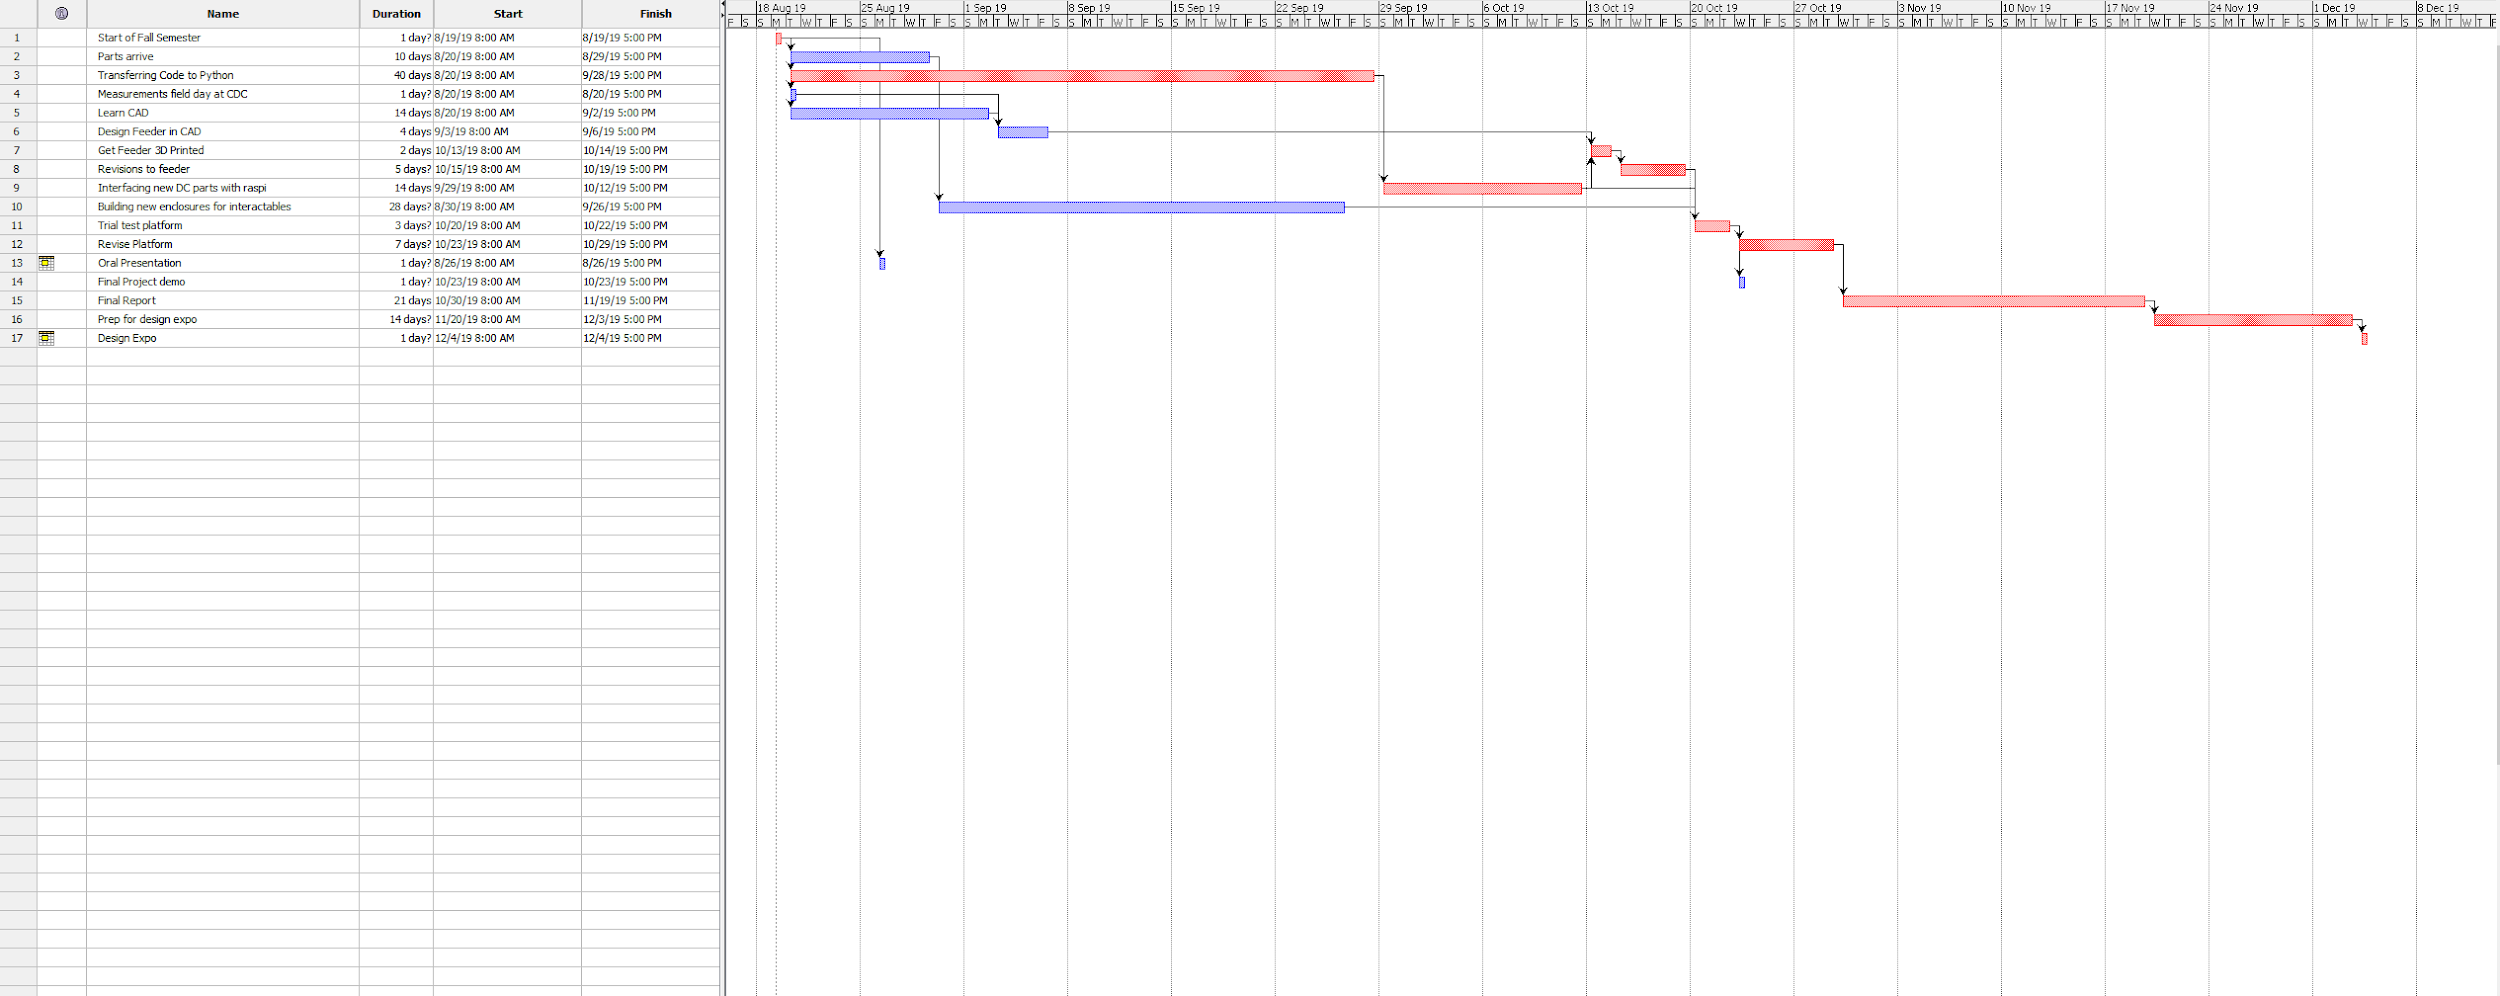 Name Duration Start Finish
18 Aug 19 25 Aug 19 1 Sep 19 8 Sep 19 15 Sep 19 22 Sep 19 29 Sep 19 6 Oct 19 13 Oct 19 20 Oct 19 27 Oct 19 3 Nov 19 10 Nov 19 17 Nov 19 24 Nov 19 1 Dec 19 8 Dec 19
F S S M T W T F S S M T W T F S S M T W T F S S M T W T F S S M T W T F S S M T W T F S S M T W T F S S M T W T F S S M T W T F S S M T W T F S S M T W T F S S M T W T F S S M T W T F S S M T W T F S S M T W T F S S M T W T F S S M T W T F
1 Start of Fall Semester 1 day? 8/19/19 8:00 AM 8/19/19 5:00 PM
2 Parts arrive 10 days 8/20/19 8:00 AM 8/29/19 5:00 PM
3 Transferring Code to Python 40 days 8/20/19 8:00 AM 9/28/19 5:00 PM
4 Measurements field day at CDC 1 day? 8/20/19 8:00 AM 8/20/19 5:00 PM
5 Learn CAD 14 days 8/20/19 8:00 AM 9/2/19 5:00 PM
6 Design Feeder in CAD 4 days 9/3/19 8:00 AM 9/6/19 5:00 PM
7 Get Feeder 3D Printed 2 days 10/13/19 8:00 AM 10/14/19 5:00 PM
8 Revisions to feeder 5 days? 10/15/19 8:00 AM 10/19/19 5:00 PM
9 Interfacing new DC parts with raspi 14 days 9/29/19 8:00 AM 10/12/19 5:00 PM
10 Building new enclosures for interactables 28 days? 8/30/19 8:00 AM 9/26/19 5:00 PM
11 Trial test platform 3 days? 10/20/19 8:00 AM 10/22/19 5:00 PM
12 Revise Platform 7 days? 10/23/19 8:00 AM 10/29/19 5:00 PM
13 Oral Presentation 1 day? 8/26/19 8:00 AM 8/26/19 5:00 PM
14 Final Project demo 1 day? 10/23/19 8:00 AM 10/23/19 5:00 PM
15 Final Report 21 days 10/30/19 8:00 AM 11/19/19 5:00 PM
16 Prep for design expo 14 days? 11/20/19 8:00 AM 12/3/19 5:00 PM
17 Design Expo 1 day? 12/4/19 8:00 AM 12/4/19 5:00 PM